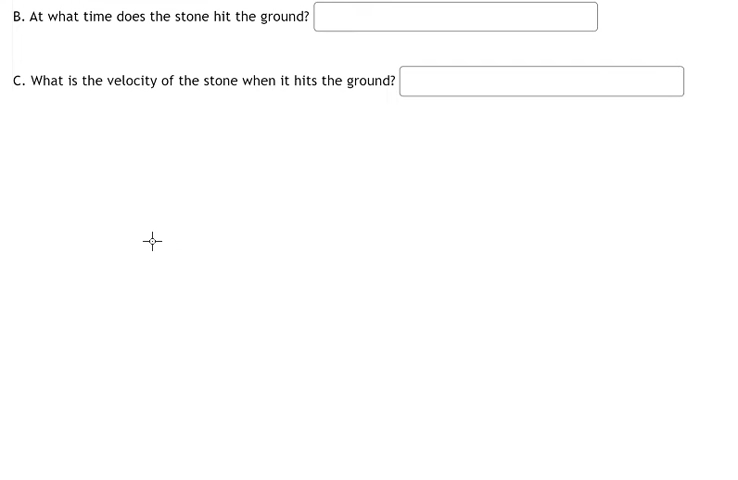 B. At what time does the stone hit the ground?
C. What is the velocity of the stone when it hits the ground?